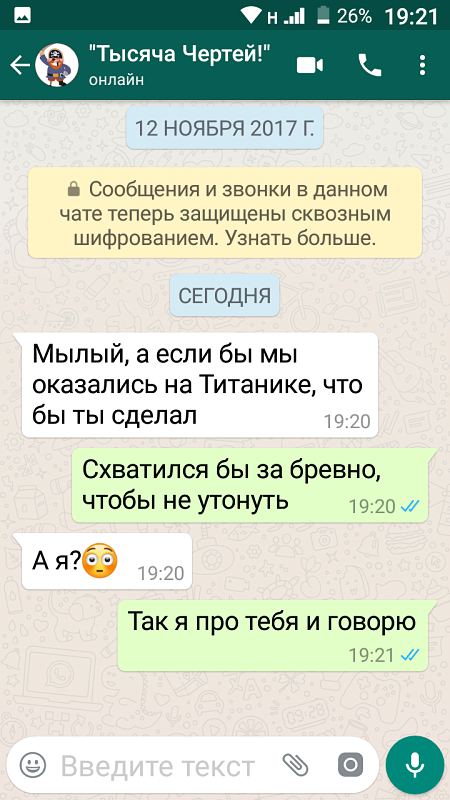 Н 26% 19:21
"Тысяча Чертей!"
онлайн
12 НОЯБРЯ 2017 Г.
Сообщения и звонки в данном
чате теперь защищены сквозным
шифрованием. Узнать больше.
СЕГОДНЯ
Мылый, а если бы мы
оказались на Титанике, что
бы ты сделал
19:20
Схватился бы за бревно,
чтобы не утонуть
19:20
А я?😳
19:20
Так я про тебя и говорю
19:21
Введите текст